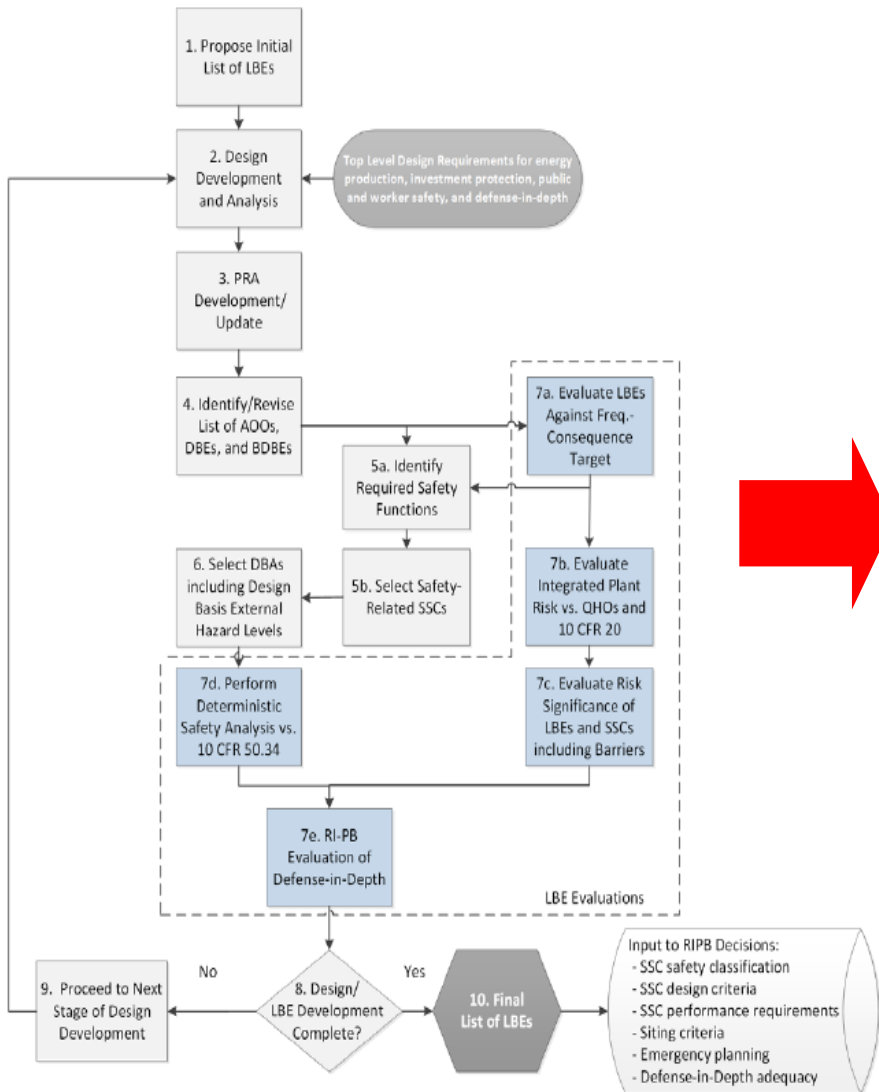 1. Propose Initial
List of LBEs
2. Design
Development
and Analysis
Top Level Design Requirements for energy
production, investment protection, public
and worker safety, and defense-in-depth
3. PRA
Development/
Update
4. Identify/Revise
List of AOOs,
DBEs, and BDBEs
7a. Evaluate LBEs
Against Freq.-
Consequence
Target
5a. Identify
Required Safety
Functions
6. Select DBAs
including Design
Basis External
Hazard Levels
5b. Select Safety-
Related SSCs
7b. Evaluate
Integrated Plant
Risk vs. QHOs and
10 CFR 20
7d. Perform
Deterministic
Safety Analysis vs.
10 CFR 50.34
7c. Evaluate Risk
Significance of
LBEs and SSCs
including Barriers
7e. RI-PB
Evaluation of
Defense-in-Depth
LBE Evaluations
9. Proceed to Next
Stage of Design
Development
No
8. Design/
LBE Development
Complete?
Yes
10. Final
List of LBEs
Input to RIPB Decisions:
- SSC safety classification
- SSC design criteria
- SSC performance requirements
- Siting criteria
- Emergency planning
- Defense-in-Depth adequacy